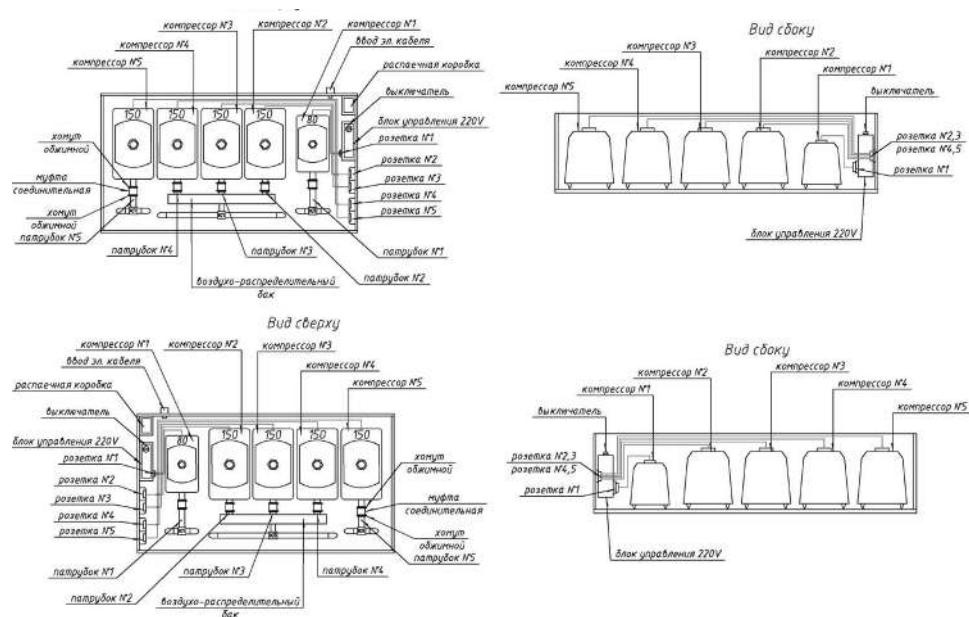 компрессор №1
компрессор №2
компрессор №3
ввод эл. кабеля
компрессор №4
распаечная коробка
компрессор №5
выключатель
150
150
150
150
80
блок управления 220V
розетка №1
хомут
обжимной
розетка №2
муфта
соединительная
розетка №3
хомут
обжимной
розетка №4
патрубок №5
розетка №5
патрубок №4
патрубок №3
патрубок №1
патрубок №2
воздухо-распределительный
бак
Вид сбоку
компрессор №2
компрессор №3
компрессор №1
компрессор №4
выключатель
компрессор №5
розетка №2,3
розетка №4,5
розетка №1
блок управления 220V
Вид сверху
компрессор №1
компрессор №2
компрессор №3
ввод эл. кабеля
компрессор №4
распаечная коробка
компрессор №5
выключатель
80
150
150
150
150
блок управления 220V
розетка №1
хомут
обжимной
розетка №2
розетка №3
муфта
соединительная
розетка №4
хомут
обжимной
розетка №5
патрубок №5
патрубок №1
патрубок №3
патрубок №4
патрубок №2
воздухо-распределительный
бак
Вид сбоку
компрессор №3
компрессор №2
компрессор №4
компрессор №1
компрессор №5
выключатель
розетка №2,3
розетка №4,5
розетка №1
блок управления 220V